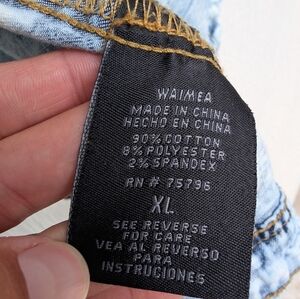 WAIMEA
MADE IN CHINA
HECHO EN CHINA
90% COTTON
8% POLYESTER
2% SPANDEX
RN # 75796
XL
SEE REVERSE
FOR CARE
VEA AL REVERSO
PARA
INSTRUCIONES